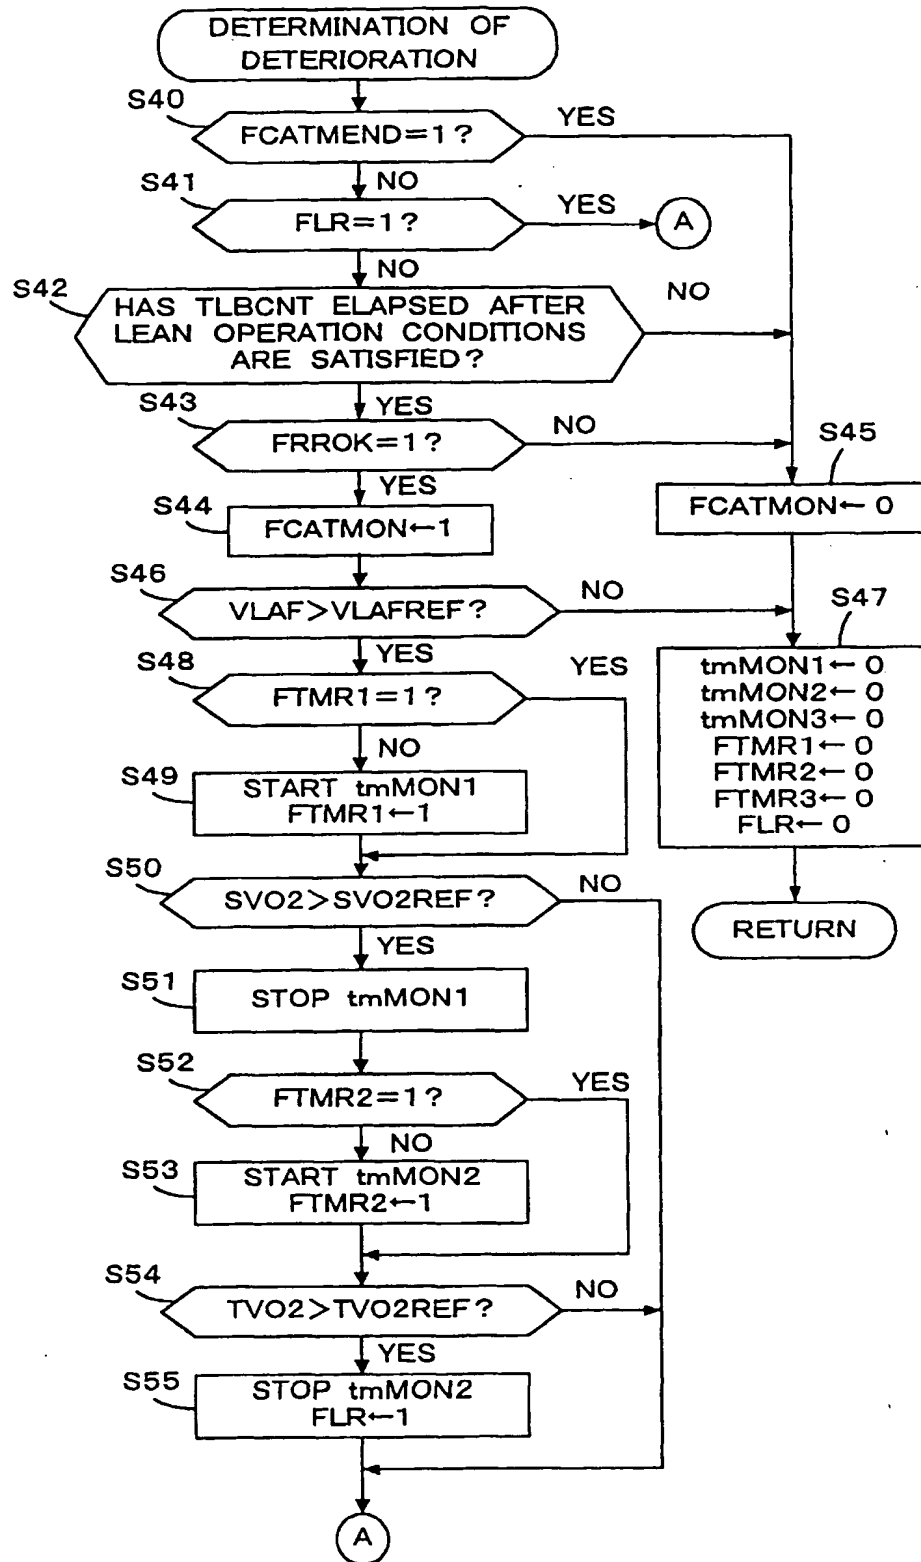 DETERMINATION OF
DETERIORATION
S40
FCATMEND=1?
YES
NO
S41
FLR=1?
YES
A
NO
S42
HAS TLBCNT ELAPSED AFTER
LEAN OPERATION CONDITIONS
ARE SATISFIED?
NO
YES
S43
FRROK=1?
NO
YES
S44
FCATMON←1
S45
FCATMON←0
S46
VLAF>VLAFREF?
NO
YES
S47
tmMON1←0
tmMON2←0
tmMON3←0
FTMR1←0
FTMR2←0
FTMR3←0
FLR←0
RETURN
S48
FTMR1=1?
YES
NO
S49
START tmMON1
FTMR1←1
S50
SVO2>SVO2REF?
NO
YES
S51
STOP tmMON1
S52
FTMR2=1?
YES
NO
S53
START tmMON2
FTMR2←1
S54
TVO2>TVO2REF?
NO
YES
S55
STOP tmMON2
FLR←1
A